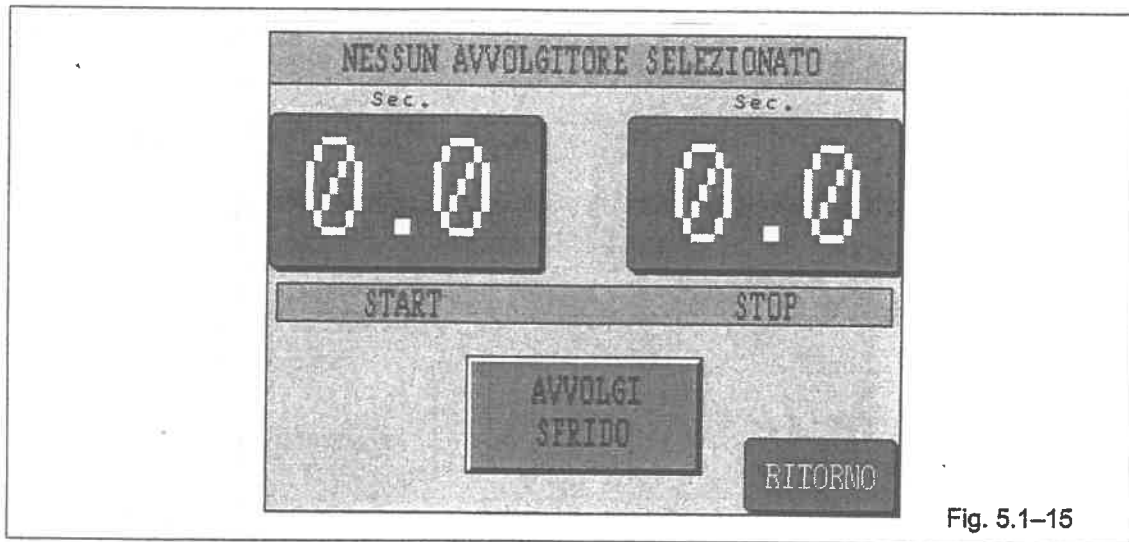 NESSUN AVVOLGITORE SELEZIONATO
Sec. Sec.
0.0 0.0
START STOP
AVVOLGI
SFRIDO
RITORNO
Fig. 5.1–15